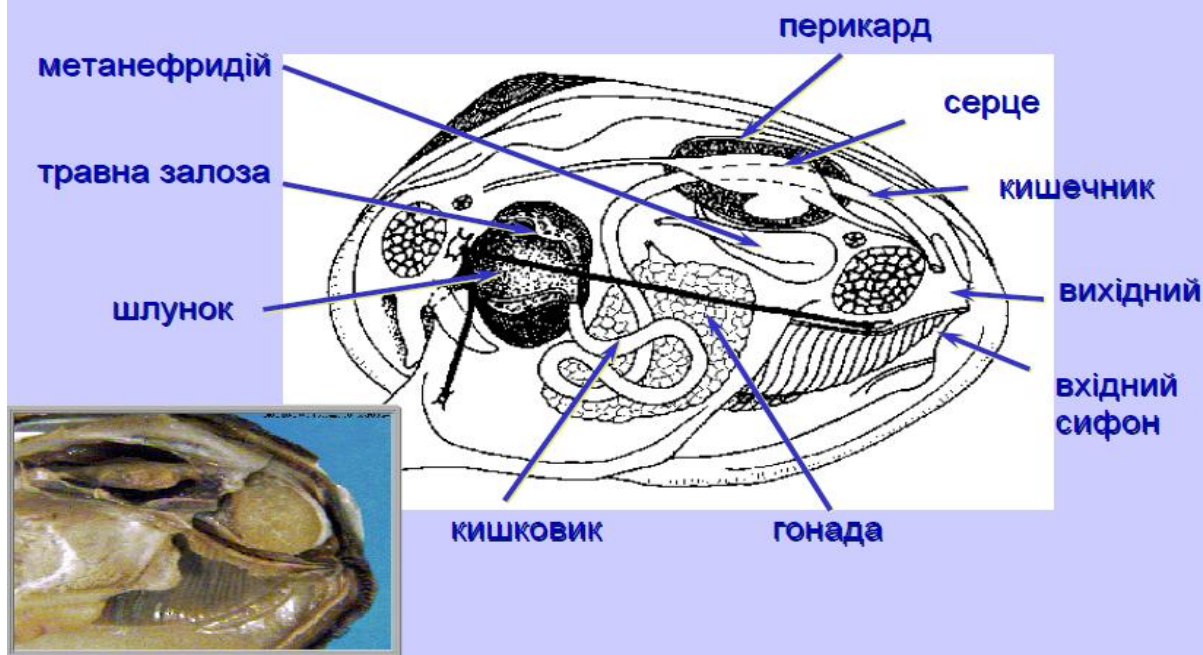 перикард
метанефридій
серце
травна залоза
кишечник
вихідний
шлунок
вхідний
сифон
кишковик
гонада